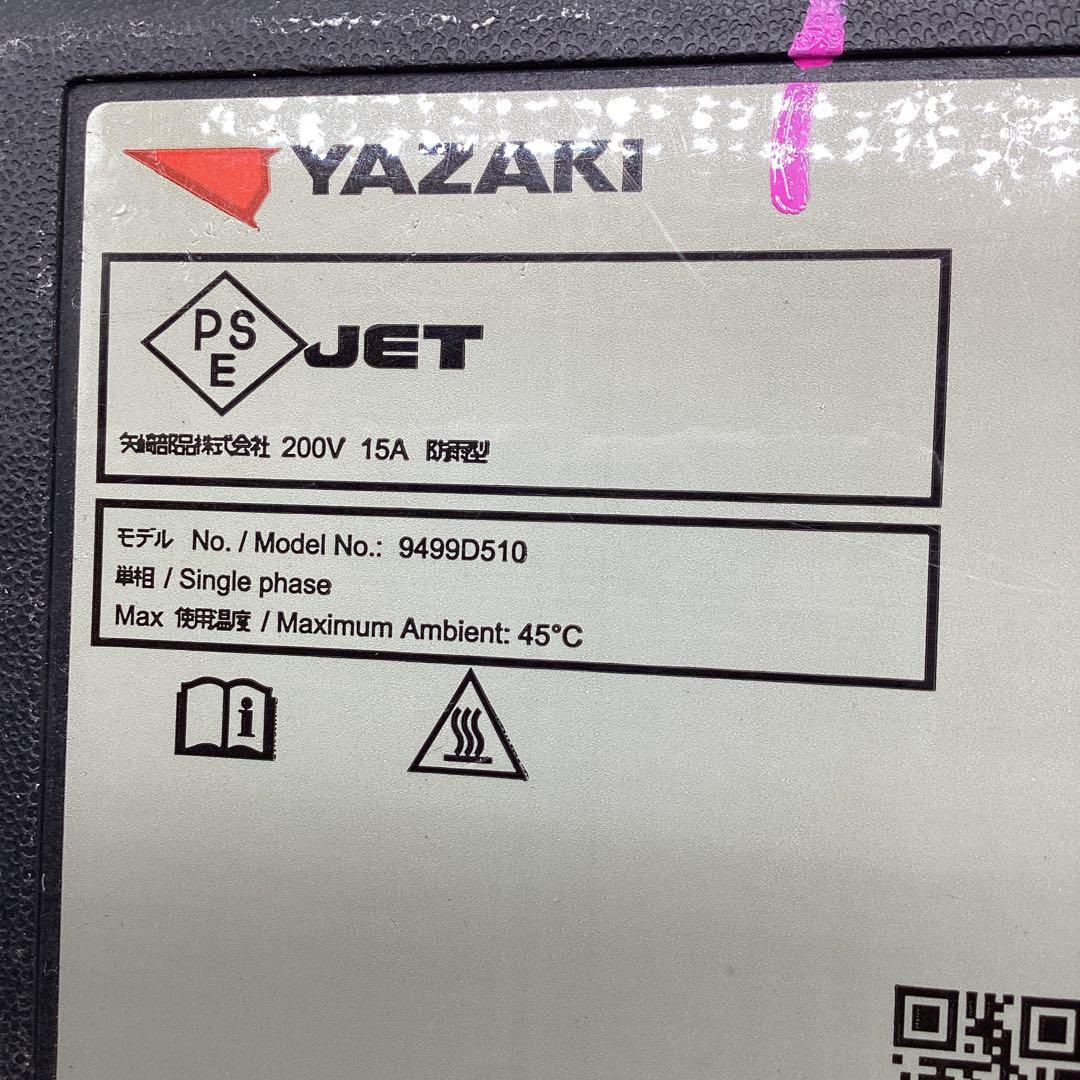 YAZAKI
PS
E
JET
矢崎部品株式会社 200V 15A 防雨型
モデル No. / Model No.: 9499D510
単相 / Single phase
Max 使用温度 / Maximum Ambient: 45°C
i